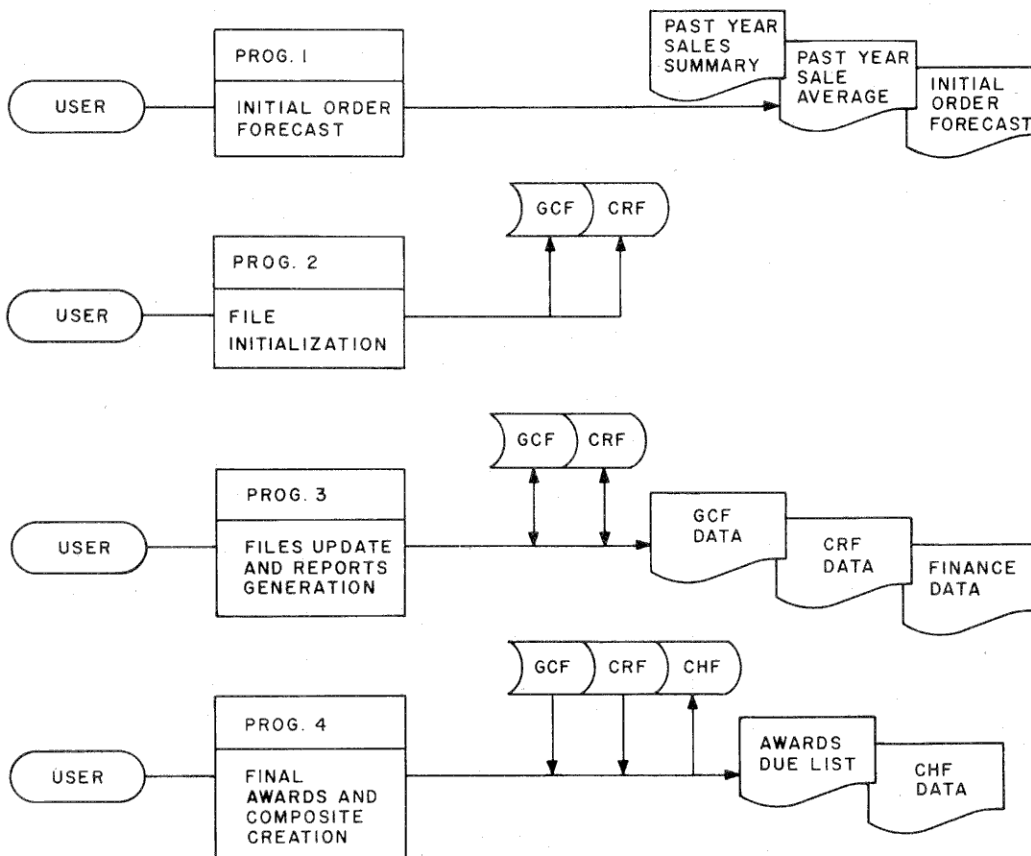 PROG. 1
USER
INITIAL ORDER
FORECAST
PAST YEAR
SALES
SUMMARY
PAST YEAR
SALE
AVERAGE
INITIAL
ORDER
FORECAST
GCF
CRF
PROG. 2
USER
FILE
INITIALIZATION
GCF
CRF
PROG. 3
USER
FILES UPDATE
AND REPORTS
GENERATION
GCF
DATA
CRF
DATA
FINANCE
DATA
GCF
CRF
CHF
PROG. 4
USER
FINAL
AWARDS AND
COMPOSITE
CREATION
AWARDS
DUE LIST
CHF
DATA